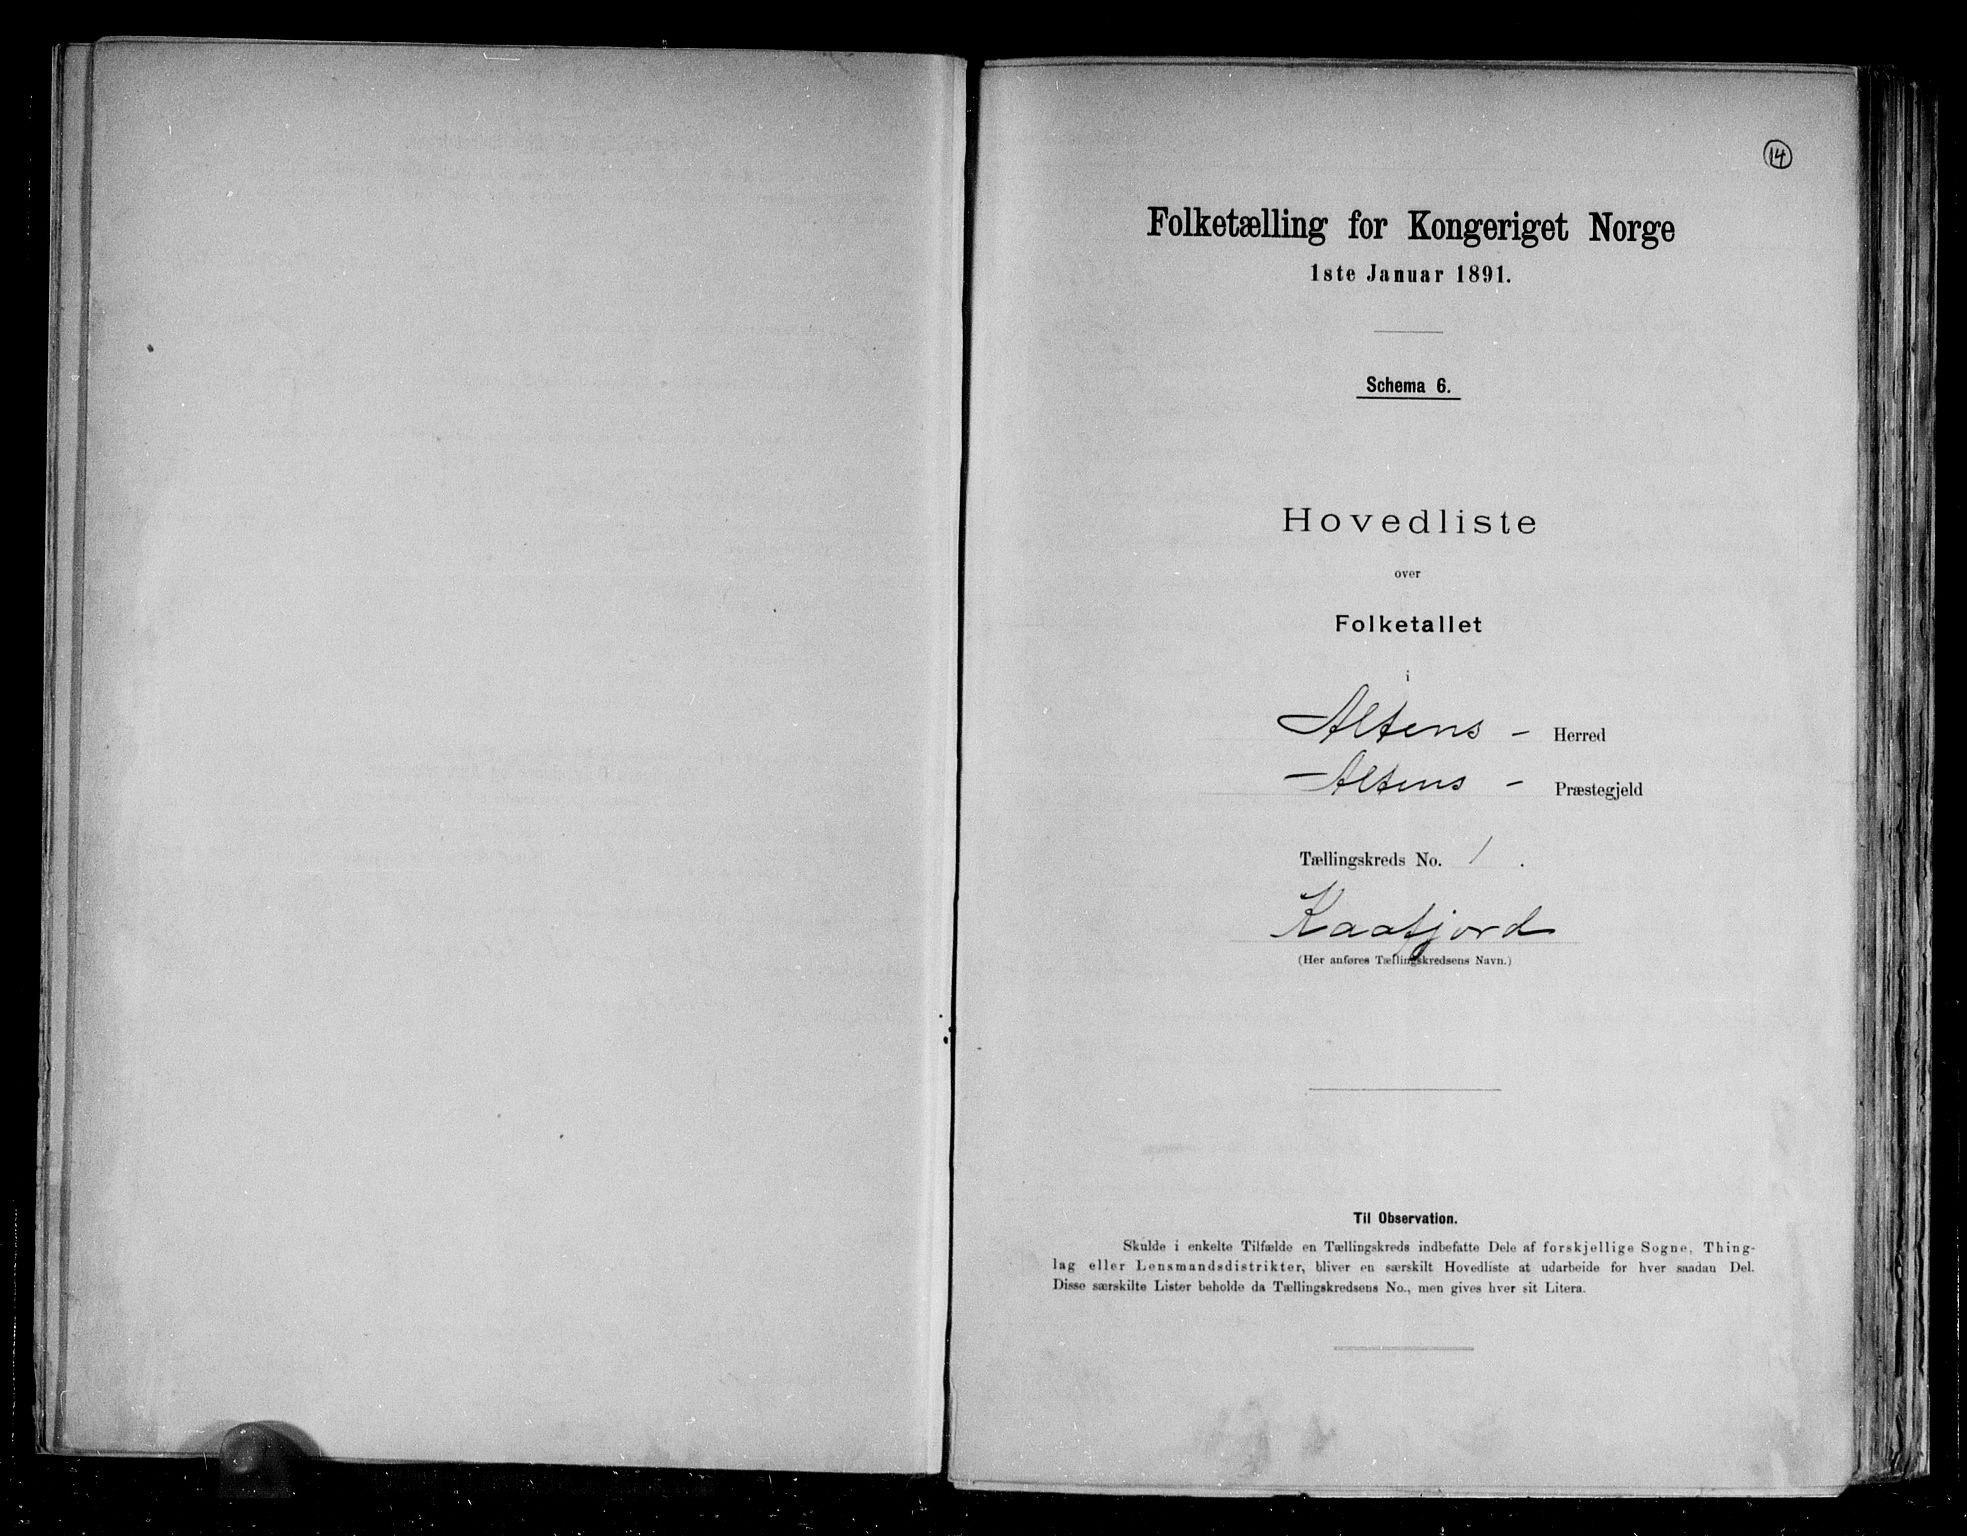 14
Folketælling for Kongeriget Norge
1ste Januar 1891.
Schema 6.
Hovedliste
over
Folketallet
i
Altens – Herred
Altens – Præstegjeld
Tællingskreds No. 1.
Kaafjord
(Her anføres Tællingskredsens Navn.)
Til Observation.
Skulde i enkelte Tilfælde en Tællingskreds indbefatte Dele af forskjellige Sogne, Thing-
lag eller Lensmandsdistrikter, bliver en særskilt Hovedliste at udarbeide for hver saadan Del.
Disse særskilte Lister beholde da Tællingskredsens No., men gives hver sit Litera.